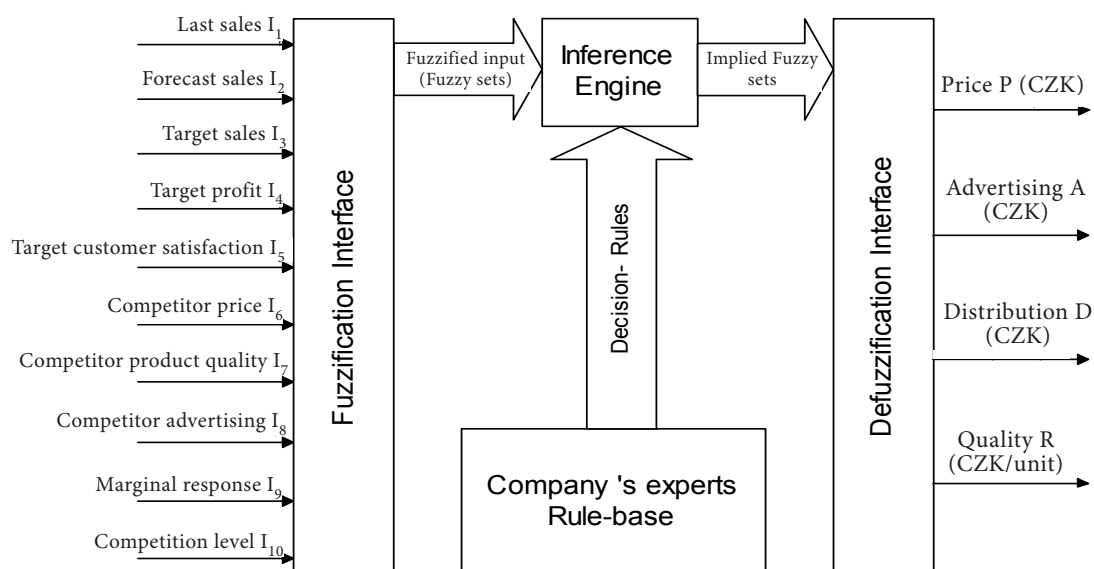 Last sales I1
Forecast sales I2
Target sales I3
Target profit I4
Target customer satisfaction I5
Competitor price I6
Competitor product quality I7
Competitor advertising I8
Marginal response I9
Competition level I10
Fuzzification Interface
Fuzzified input
(Fuzzy sets)
Inference
Engine
Implied Fuzzy
sets
Decision- Rules
Company 's experts
Rule-base
Defuzzification Interface
Price P (CZK)
Advertising A
(CZK)
Distribution D
(CZK)
Quality R
(CZK/unit)